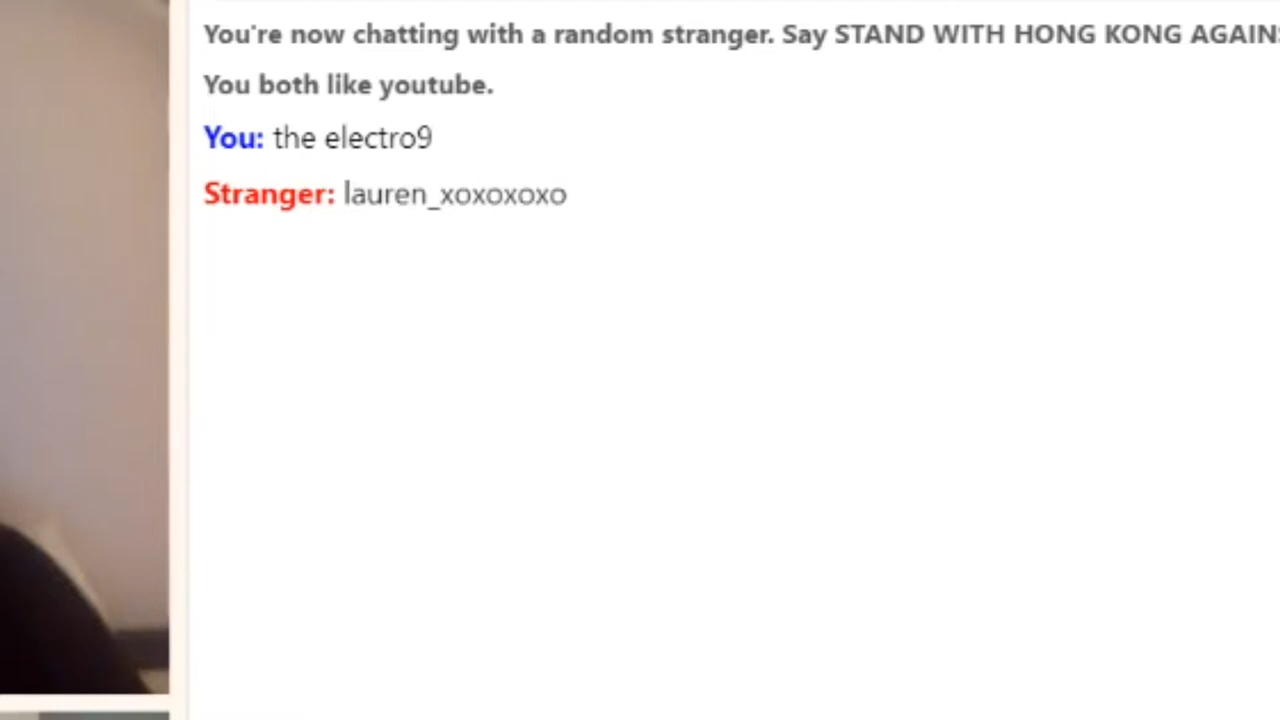 You're now chatting with a random stranger. Say STAND WITH HONG KONG AGAINS
You both like youtube.
You: the electro9
Stranger: lauren_xoxoxoxo